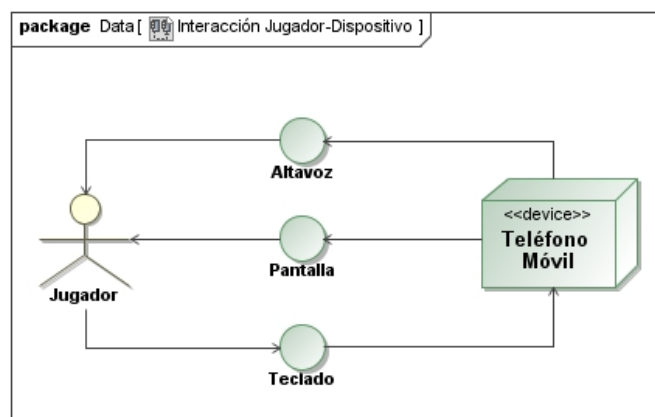 package Data [ Interacción Jugador-Dispositivo ]
Altavoz
<<device>>
Teléfono
Móvil
Pantalla
Jugador
Teclado